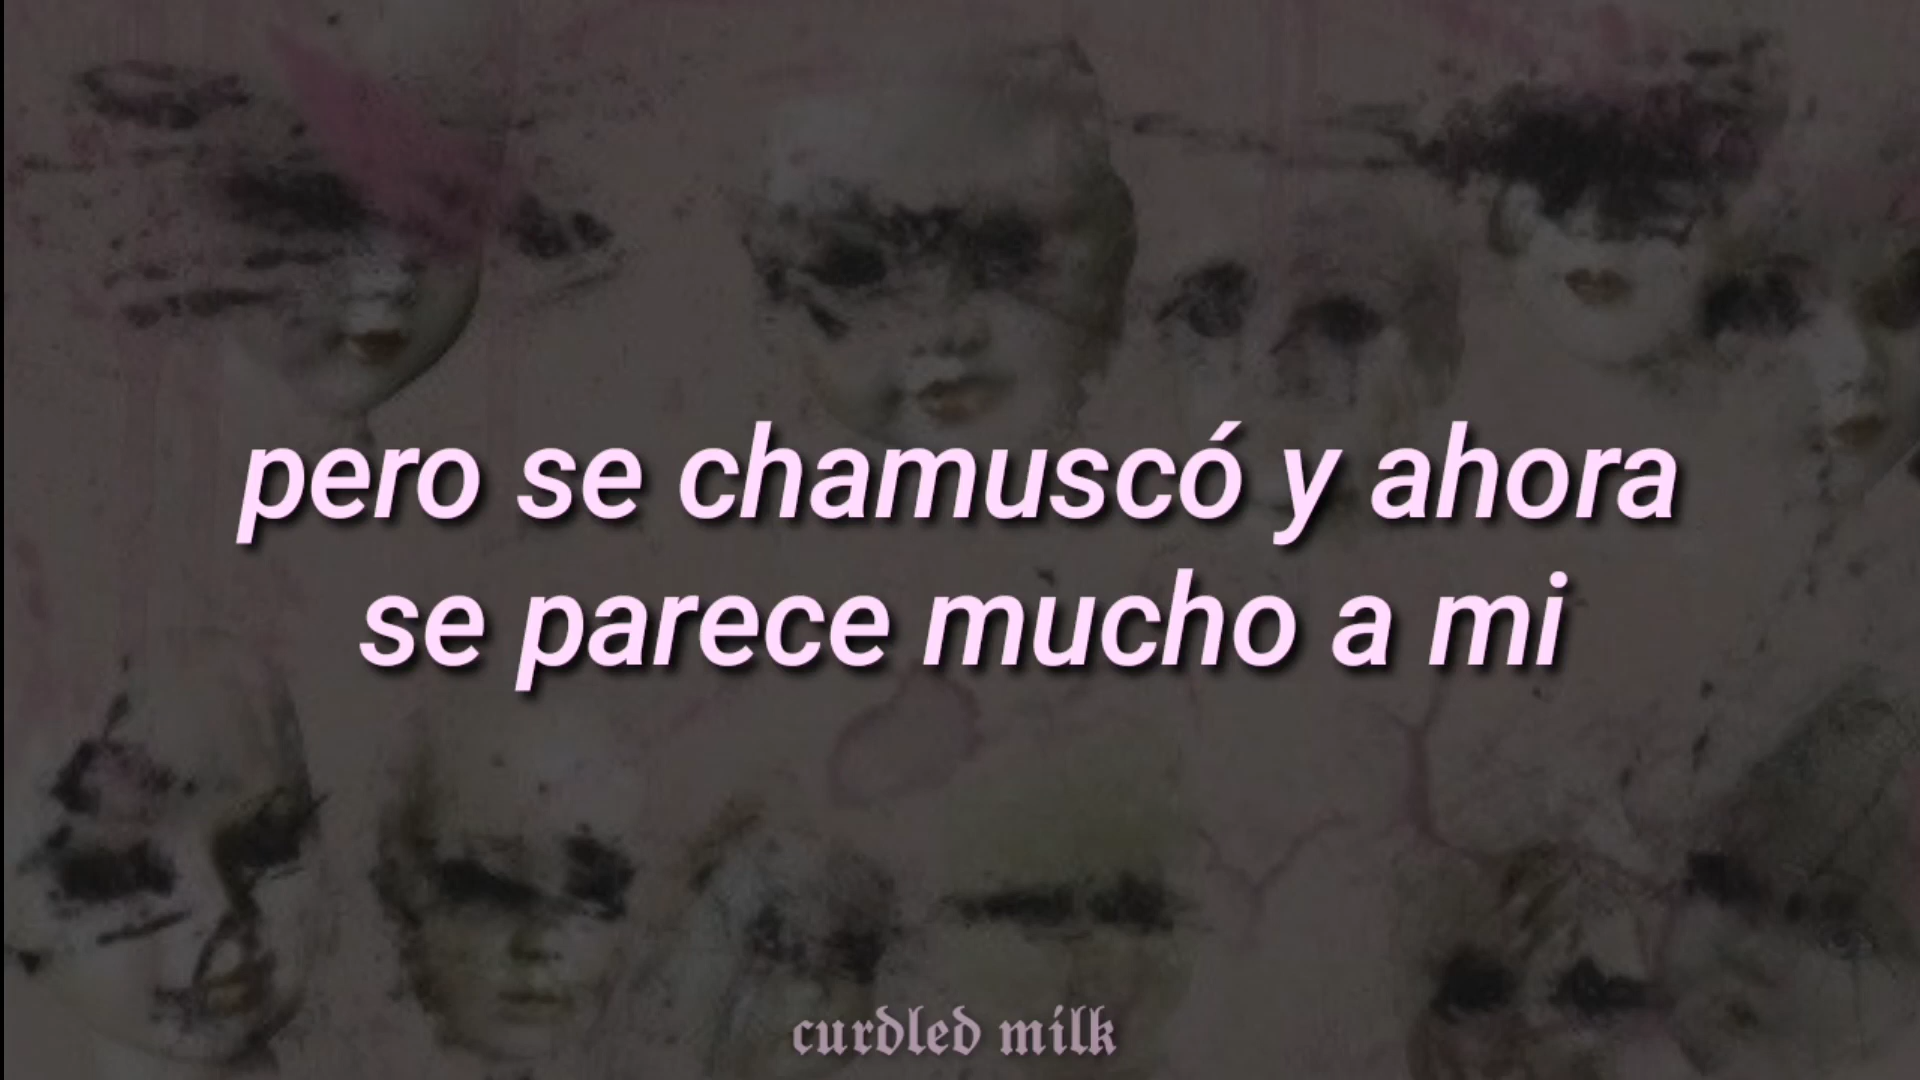 pero se chamuscó y ahora
se parece mucho a mi
curdled milk